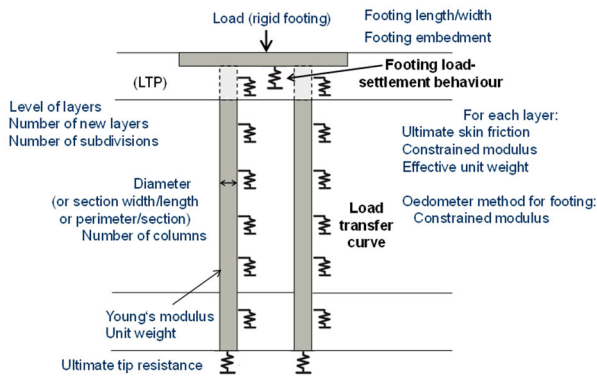 Load (rigid footing)
Footing length/width
Footing embedment
Footing load-
settlement behaviour
(LTP)
Level of layers
Number of new layers
Number of subdivisions
For each layer:
Ultimate skin friction
Constrained modulus
Effective unit weight
Diameter
(or section width/length
or perimeter/section)
Number of columns
Oedometer method for footing:
Constrained modulus
Load
transfer
curve
Young's modulus
Unit weight
Ultimate tip resistance